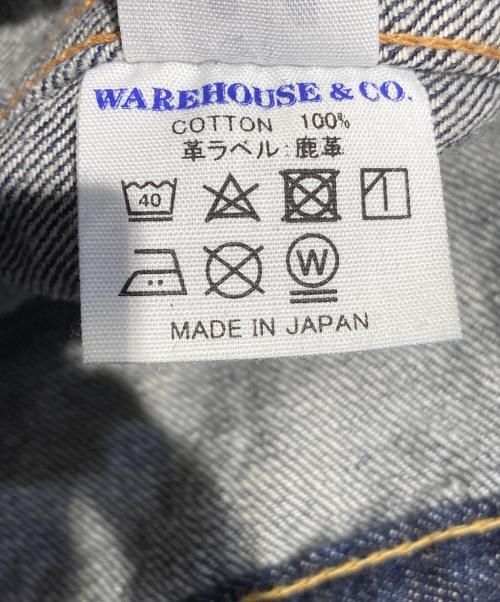 WAREHOUSE & CO.
COTTON 100%
革ラベル:鹿革
40
W
MADE IN JAPAN